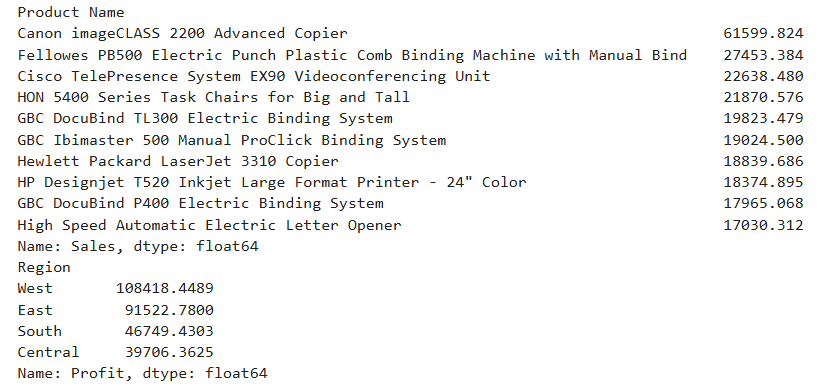 Product Name
Canon imageCLASS 2200 Advanced Copier 61599.824
Fellowes PB500 Electric Punch Plastic Comb Binding Machine with Manual Bind 27453.384
Cisco TelePresence System EX90 Videoconferencing Unit 22638.480
HON 5400 Series Task Chairs for Big and Tall 21870.576
GBC DocuBind TL300 Electric Binding System 19823.479
GBC Ibimaster 500 Manual ProClick Binding System 19024.500
Hewlett Packard LaserJet 3310 Copier 18839.686
HP Designjet T520 Inkjet Large Format Printer - 24" Color 18374.895
GBC DocuBind P400 Electric Binding System 17965.068
High Speed Automatic Electric Letter Opener 17030.312
Name: Sales, dtype: float64
Region
West 108418.4489
East 91522.7800
South 46749.4303
Central 39706.3625
Name: Profit, dtype: float64